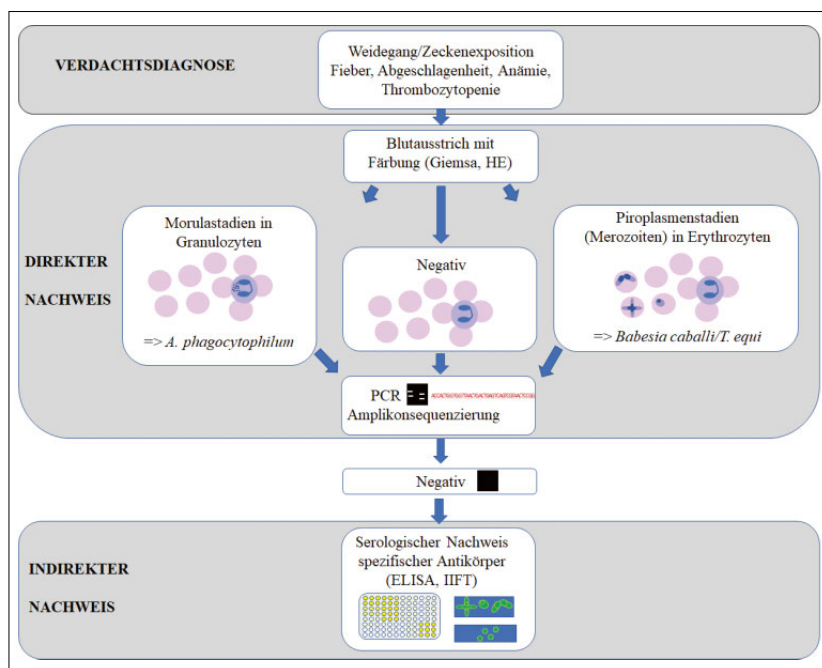 VERDACHTSDIAGNOSE
Weidegang/Zeckenexposition
Fieber, Abgeschlagenheit, Anämie,
Thrombozytopenie
Blutausstrich mit
Färbung (Giemsa, HE)
DIREKTER
NACHWEIS
Morulastadien in
Granulozyten
=> A. phagocytophilum
Negativ
Piroplasmenstadien
(Merozoiten) in Erythrozyten
=> Babesia caballi/T. equi
PCR
Amplikonsequenzierung
Negativ
INDIREKTER
NACHWEIS
Serologischer Nachweis
spezifischer Antikörper
(ELISA, IIFT)